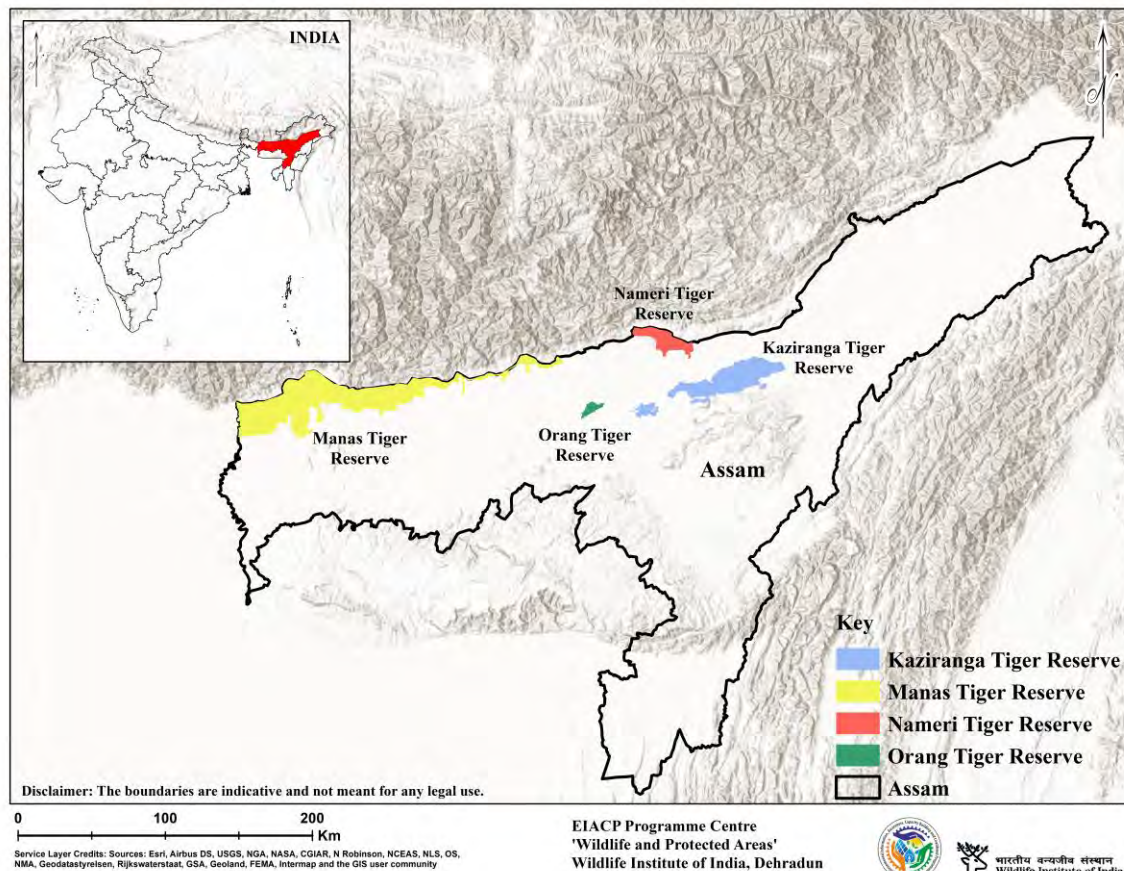 INDIA
Nameri Tiger
Reserve
Kaziranga Tiger
Reserve
Manas Tiger
Reserve
Orang Tiger
Reserve
Assam
Key
Kaziranga Tiger Reserve
Manas Tiger Reserve
Nameri Tiger Reserve
Orang Tiger Reserve
Assam
Disclaimer: The boundaries are indicative and not meant for any legal use.
0 100 200
Km
Service Layer Credits: Sources: Esri, Airbus DS, USGS, NGA, NASA, CGIAR, N Robinson, NCEAS, NLS, OS,
NMA, Geodatastyrelsen, Rijkswaterstaat, GSA, Geoland, FEMA, Intermap and the GIS user community
EIACP Programme Centre
'Wildlife and Protected Areas'
Wildlife Institute of India, Dehradun
भारतीय वन्यजीव संस्थान
Wildlife Institute of India